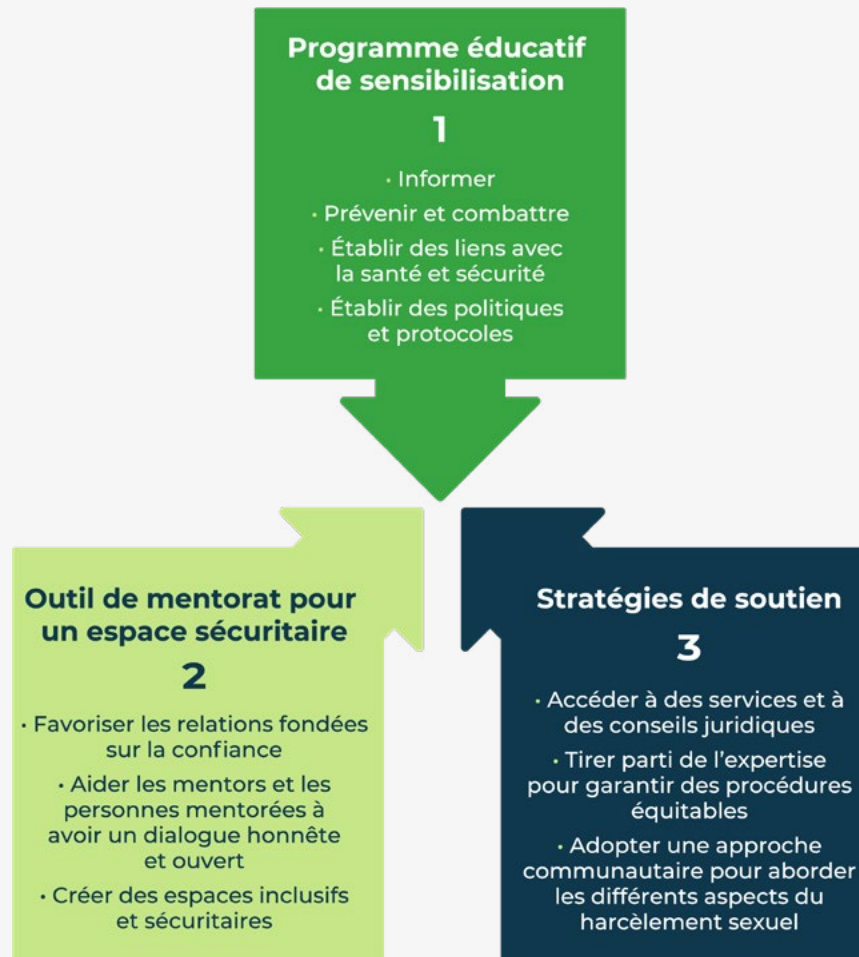 Programme éducatif
de sensibilisation
1
• Informer
• Prévenir et combattre
• Établir des liens avec
la santé et sécurité
• Établir des politiques
et protocoles
Outil de mentorat pour
un espace sécuritaire
2
• Favoriser les relations fondées
sur la confiance
• Aider les mentors et les
personnes mentorées à
avoir un dialogue honnête
et ouvert
• Créer des espaces inclusifs
et sécuritaires
Stratégies de soutien
3
• Accéder à des services et à
des conseils juridiques
• Tirer parti de l’expertise
pour garantir des procédures
équitables
• Adopter une approche
communautaire pour aborder
les différents aspects du
harcèlement sexuel